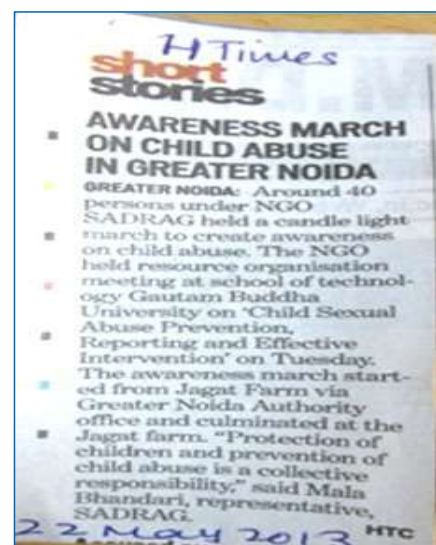 H Times
short
stories
AWARENESS MARCH
ON CHILD ABUSE
IN GREATER NOIDA
GREATER NOIDA: Around 40
persons under NGO
SADRAG held a candle light
march to create awareness
on child abuse. The NGO
held resource organisation
meeting at school of technol-
ogy Gautam Buddha
University on 'Child Sexual
Abuse Prevention,
Reporting and Effective
Intervention' on Tuesday.
The awareness march start-
ed from Jagat Farm via
Greater Noida Authority
office and culminated at the
Jagat farm. "Protection of
children and prevention of
child abuse is a collective
responsibility," said Mala
Bhandari, representative,
SADRAG.
HTC
22 May 2013